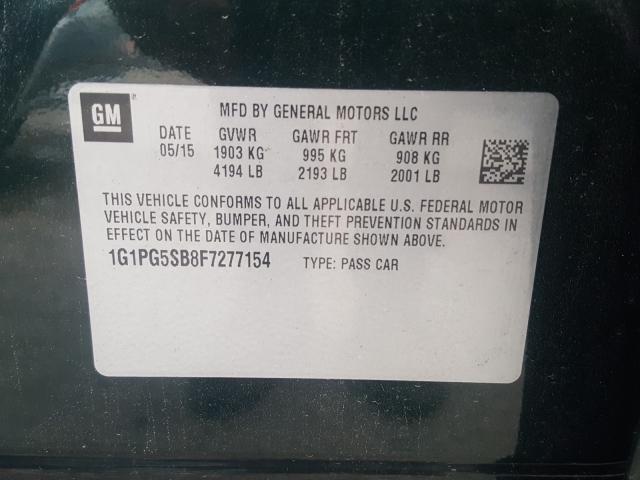 GM
MFD BY GENERAL MOTORS LLC
DATE GVWR GAWR FRT GAWR RR
05/15 1903 KG 995 KG 908 KG
4194 LB 2193 LB 2001 LB
THIS VEHICLE CONFORMS TO ALL APPLICABLE U.S. FEDERAL MOTOR
VEHICLE SAFETY, BUMPER, AND THEFT PREVENTION STANDARDS IN
EFFECT ON THE DATE OF MANUFACTURE SHOWN ABOVE.
1G1PG5SB8F7277154 TYPE: PASS CAR